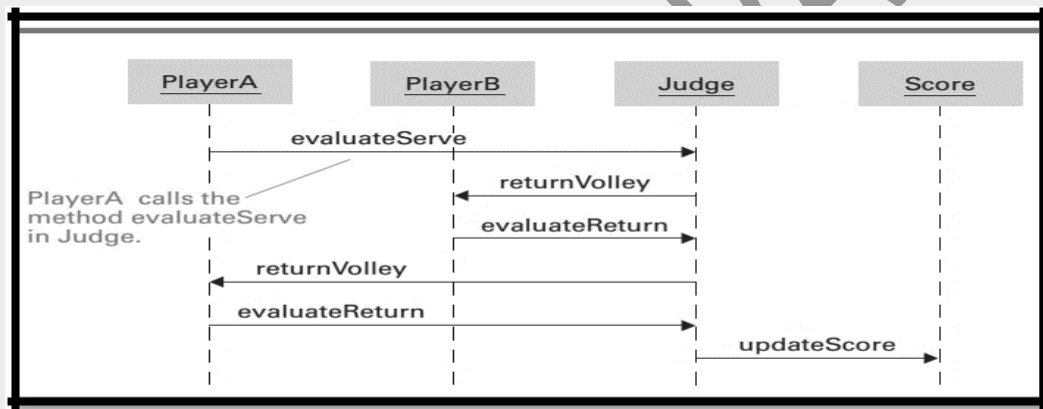 PlayerA
PlayerB
Judge
Score
evaluateServe
returnVolley
PlayerA calls the
method evaluateServe
in Judge.
evaluateReturn
returnVolley
evaluateReturn
updateScore